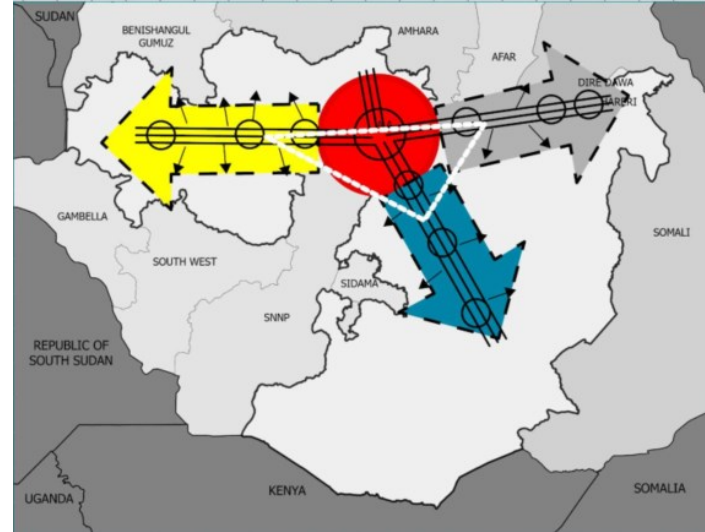 SUDAN
BENISHANGUL
GUMUZ
AMHARA
AFAR
DIRE DAWA
HARERI
GAMBELLA
SOUTH WEST
SOMALI
SIDAMA
SNNP
REPUBLIC OF
SOUTH SUDAN
UGANDA
KENYA
SOMALIA